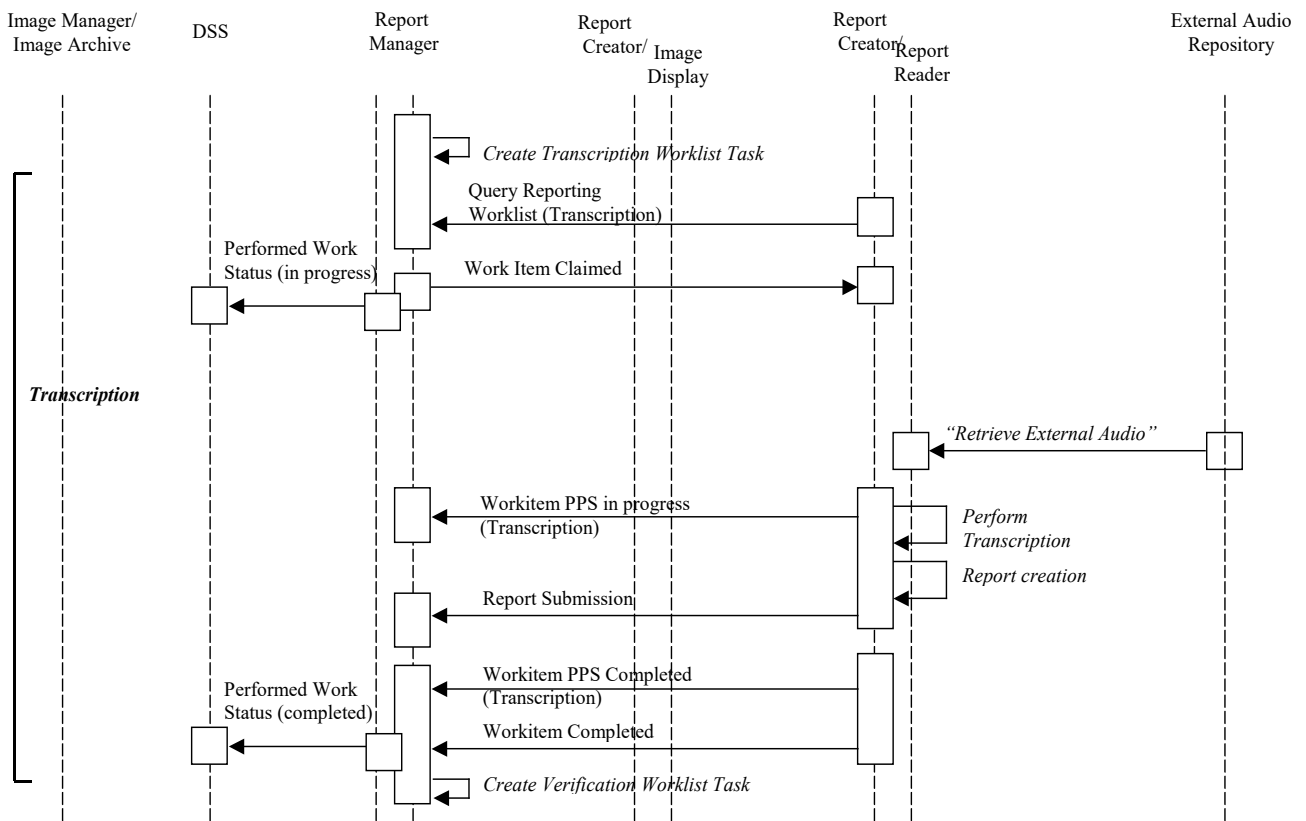 Image Manager/
Image Archive
DSS
Report
Manager
Report
Creator/
Image
Display
Report
Creator/
Report
Reader
External Audio
Repository
Create Transcription Worklist Task
Query Reporting
Worklist (Transcription)
Performed Work
Status (in progress)
Work Item Claimed
Transcription
“Retrieve External Audio”
Workitem PPS in progress
(Transcription)
Perform
Transcription
Report creation
Report Submission
Workitem PPS Completed
(Transcription)
Performed Work
Status (completed)
Workitem Completed
Create Verification Worklist Task